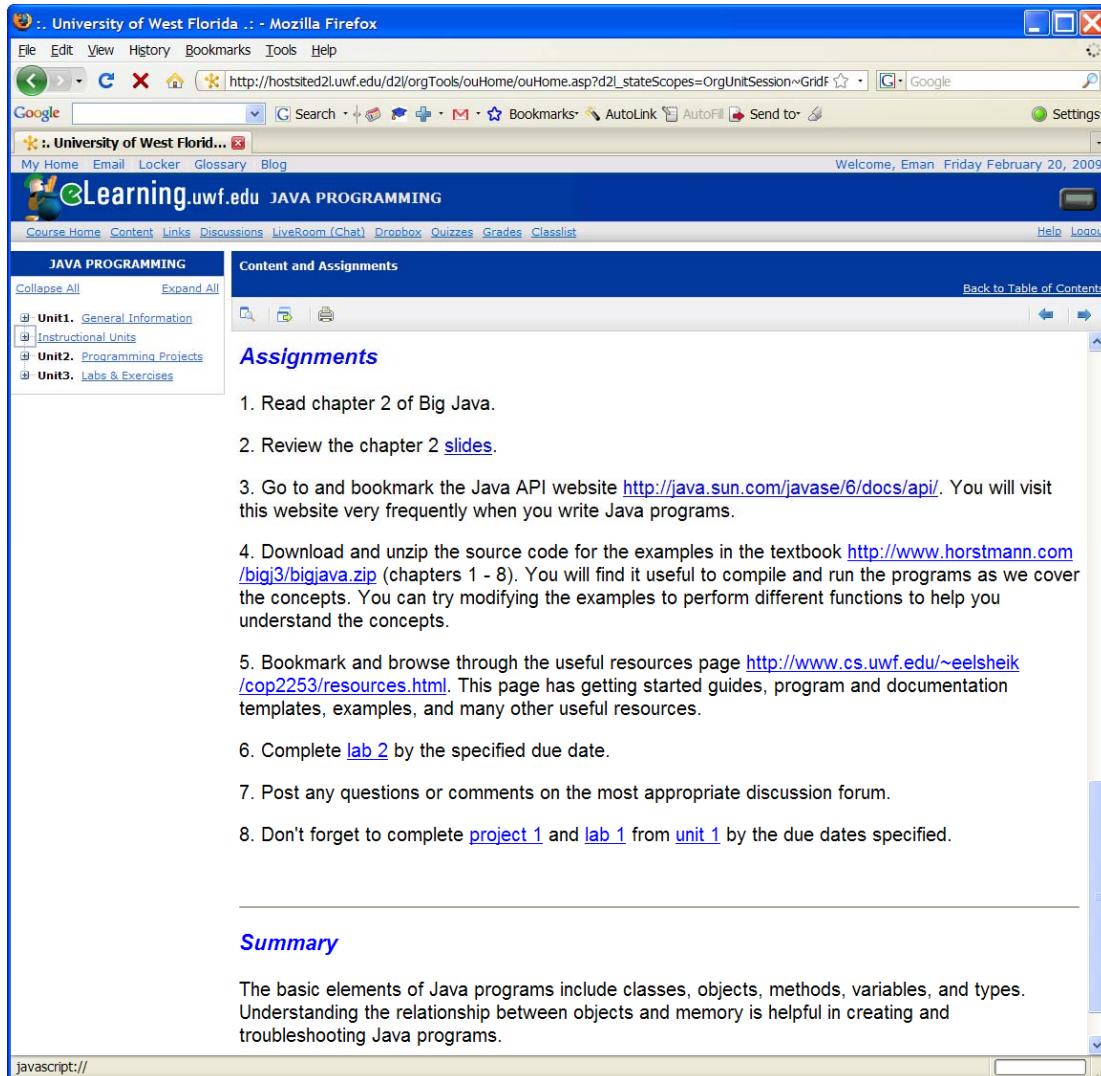 :. University of West Florida .: - Mozilla Firefox
File Edit View History Bookmarks Tools Help
http://hostsited2l.uwf.edu/d2l/orgTools/ouHome/ouHome.asp?d2l_stateScopes=OrgUnitSession~GridF
G Google
Google
G Search Bookmarks AutoLink AutoFill Send to Settings
:. University of West Florid...
My Home Email Locker Glossary Blog Welcome, Eman Friday February 20, 2009
eLearning.uwf.edu JAVA PROGRAMMING
Course Home Content Links Discussions LiveRoom (Chat) Dropbox Quizzes Grades Classlist Help Logou
JAVA PROGRAMMING
Collapse All Expand All
Unit1. General Information
Instructional Units
Unit2. Programming Projects
Unit3. Labs & Exercises
Content and Assignments
Back to Table of Contents
Assignments
1. Read chapter 2 of Big Java.
2. Review the chapter 2 slides.
3. Go to and bookmark the Java API website http://java.sun.com/javase/6/docs/api/. You will visit
this website very frequently when you write Java programs.
4. Download and unzip the source code for the examples in the textbook http://www.horstmann.com
/bigj3/bigjava.zip (chapters 1 - 8). You will find it useful to compile and run the programs as we cover
the concepts. You can try modifying the examples to perform different functions to help you
understand the concepts.
5. Bookmark and browse through the useful resources page http://www.cs.uwf.edu/~eelsheik
/cop2253/resources.html. This page has getting started guides, program and documentation
templates, examples, and many other useful resources.
6. Complete lab 2 by the specified due date.
7. Post any questions or comments on the most appropriate discussion forum.
8. Don't forget to complete project 1 and lab 1 from unit 1 by the due dates specified.
Summary
The basic elements of Java programs include classes, objects, methods, variables, and types.
Understanding the relationship between objects and memory is helpful in creating and
troubleshooting Java programs.
javascript://